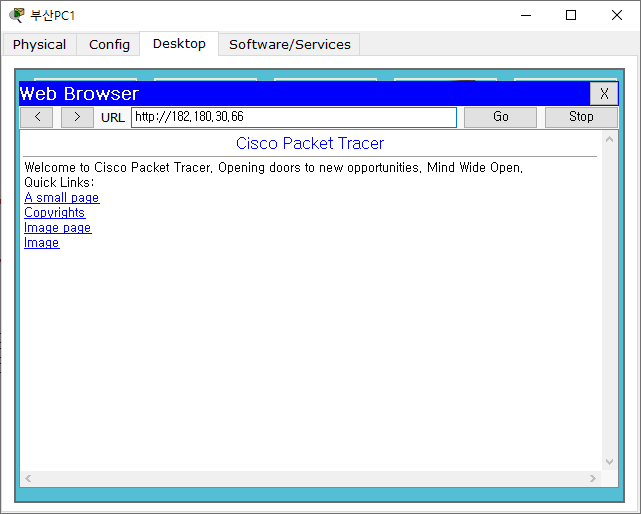 부산PC1
Physical Config Desktop Software/Services
Web Browser X
< > URL http://182.180.30.66 Go Stop
Cisco Packet Tracer
Welcome to Cisco Packet Tracer. Opening doors to new opportunities. Mind Wide Open.
Quick Links:
A small page
Copyrights
Image page
Image